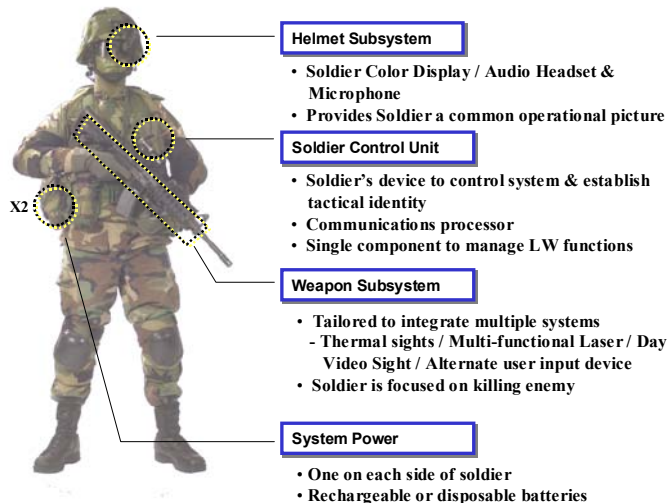 Helmet Subsystem
• Soldier Color Display / Audio Headset &
Microphone
• Provides Soldier a common operational picture
Soldier Control Unit
• Soldier's device to control system & establish
tactical identity
• Communications processor
• Single component to manage LW functions
X2
Weapon Subsystem
• Tailored to integrate multiple systems
- Thermal sights / Multi-functional Laser / Day
Video Sight / Alternate user input device
• Soldier is focused on killing enemy
System Power
• One on each side of soldier
• Rechargeable or disposable batteries